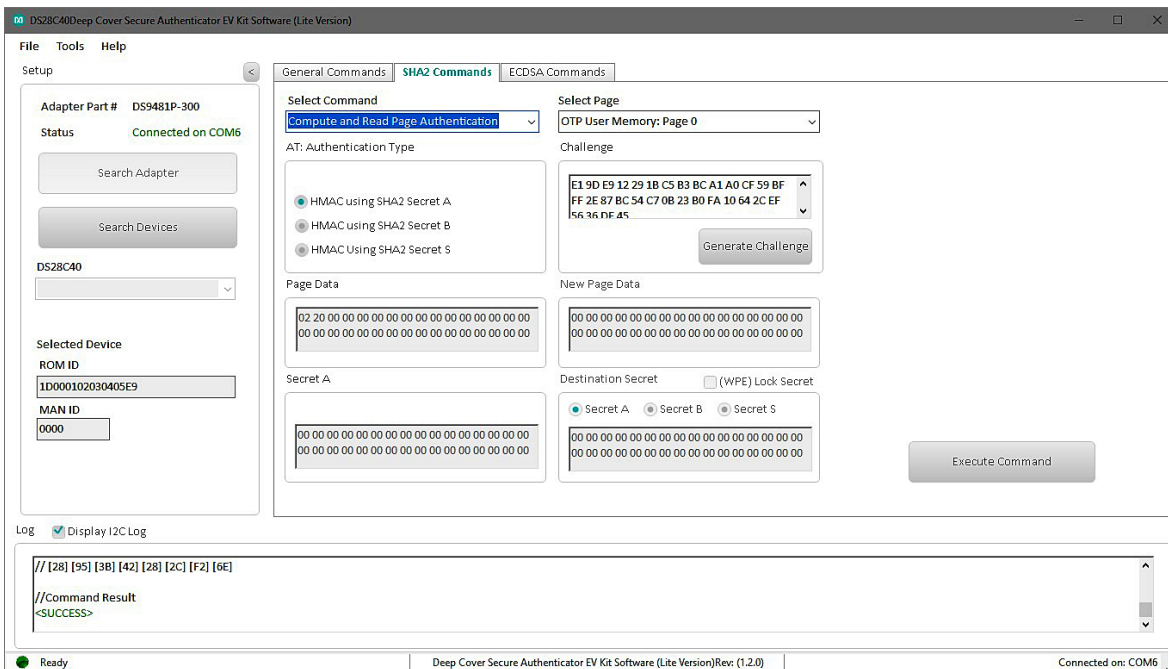 DS28C40Deep Cover Secure Authenticator EV Kit Software (Lite Version)
File Tools Help
Setup
<
Adapter Part # DS9481P-300
Status Connected on COM6
Search Adapter
Search Devices
DS28C40
Selected Device
ROM ID
1D000102030405E9
MAN ID
0000
General Commands SHA2 Commands ECDSA Commands
Select Command
Compute and Read Page Authentication
Select Page
OTP User Memory: Page 0
AT: Authentication Type
HMAC using SHA2 Secret A
HMAC using SHA2 Secret B
HMAC Using SHA2 Secret S
Challenge
E1 9D E9 12 29 1B C5 B3 BC A1 A0 CF 59 BF
FF 2E 87 BC 54 C7 0B 23 B0 FA 10 64 2C EF
56 36 DF 45
Generate Challenge
Page Data
02 20 00 00 00 00 00 00 00 00 00 00 00 00 00 00
00 00 00 00 00 00 00 00 00 00 00 00 00 00 00 00
New Page Data
00 00 00 00 00 00 00 00 00 00 00 00 00 00 00 00
00 00 00 00 00 00 00 00 00 00 00 00 00 00 00 00
Secret A
00 00 00 00 00 00 00 00 00 00 00 00 00 00 00 00
00 00 00 00 00 00 00 00 00 00 00 00 00 00 00 00
Destination Secret
(WPE) Lock Secret
Secret A Secret B Secret S
00 00 00 00 00 00 00 00 00 00 00 00 00 00 00 00
00 00 00 00 00 00 00 00 00 00 00 00 00 00 00 00
Execute Command
Log Display I2C Log
// [28] [95] [3B] [42] [28] [2C] [F2] [6E]
//Command Result
<SUCCESS>
Ready
Deep Cover Secure Authenticator EV Kit Software (Lite Version)Rev: (1.2.0)
Connected on: COM6